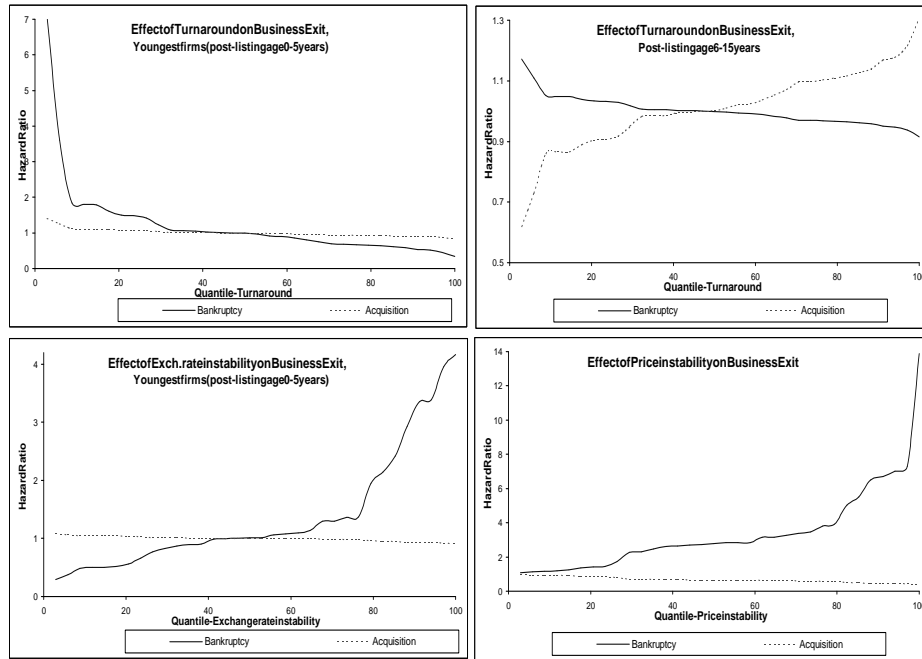 EffectofTurnaroundonBusinessExit,
Youngestfirms(post-listingage0-5years)
HazardRatio
7
6
5
4
3
2
1
0
0 20 40 60 80 100
Quantile-Turnaround
Bankruptcy Acquisition
EffectofTurnaroundonBusinessExit,
Post-listingage6-15years
HazardRatio
1.3
1.1
0.9
0.7
0.5
0 20 40 60 80 100
Quantile-Turnaround
Bankruptcy Acquisition
EffectofExch.rateinstabilityonBusinessExit,
Youngestfirms(post-listingage0-5years)
HazardRatio
4
3
2
1
0
0 20 40 60 80 100
Quantile-Exchangerateinstability
Bankruptcy Acquisition
EffectofPriceinstabilityonBusinessExit
HazardRatio
14
12
10
8
6
4
2
0
0 20 40 60 80 100
Quantile-Priceinstability
Bankruptcy Acquisition